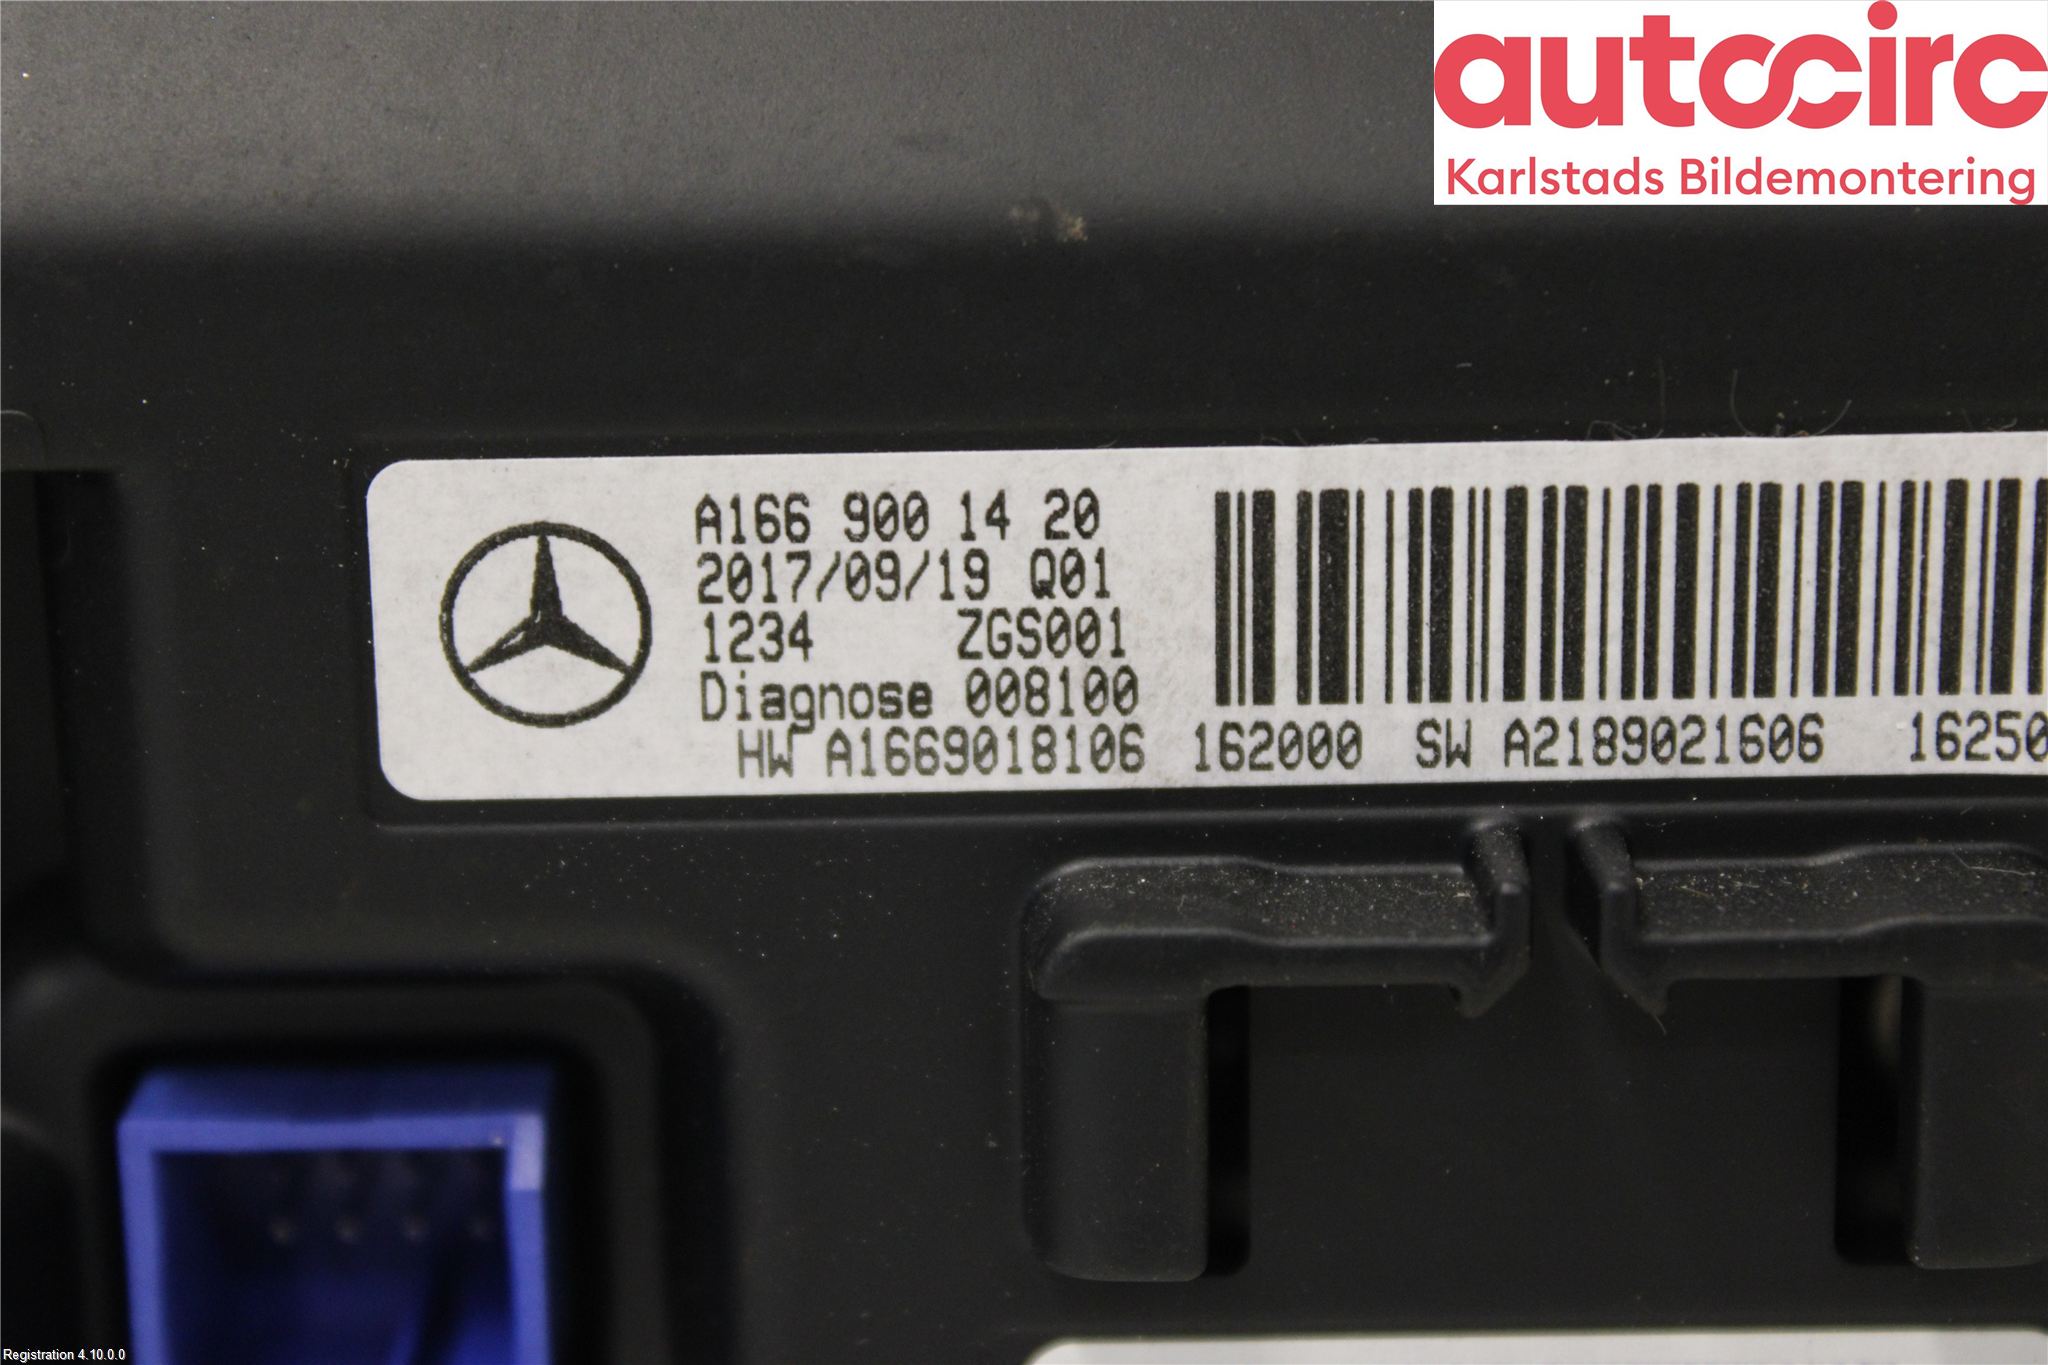 autocirc
Karlstads Bildemontering
A166 900 14 20
2017/09/19 Q01
1234 ZGS001
Diagnose 008100
HW A1669018106 162000 SW A2189021606 16250
Registration 4.10.0.0